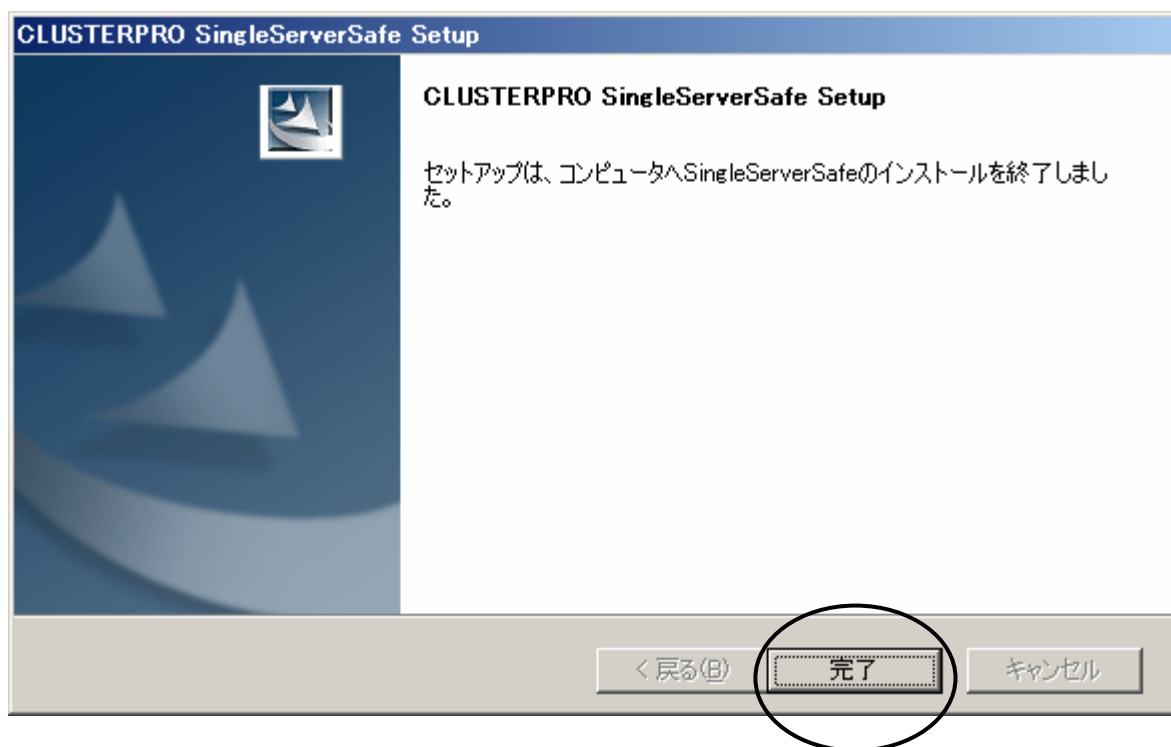 CLUSTERPRO SingleServerSafe Setup
CLUSTERPRO SingleServerSafe Setup
セットアップは、コンピュータへSingleServerSafeのインストールを終了しまし
た。
< 戻る(B)
完了
キャンセル